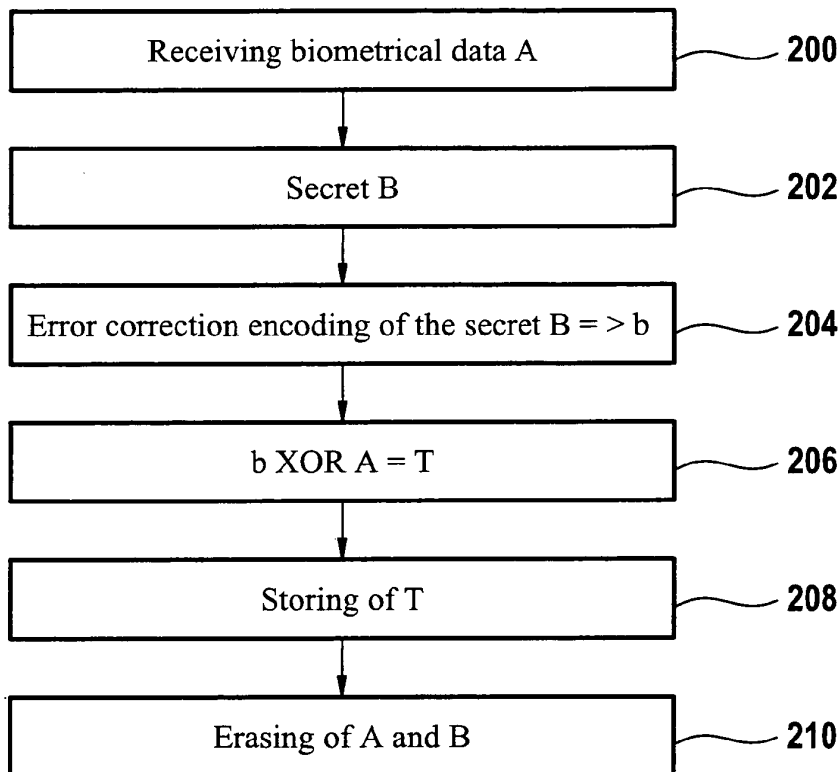 Receiving biometrical data A 200
Secret B 202
Error correction encoding of the secret B = > b 204
b XOR A = T 206
Storing of T 208
Erasing of A and B 210